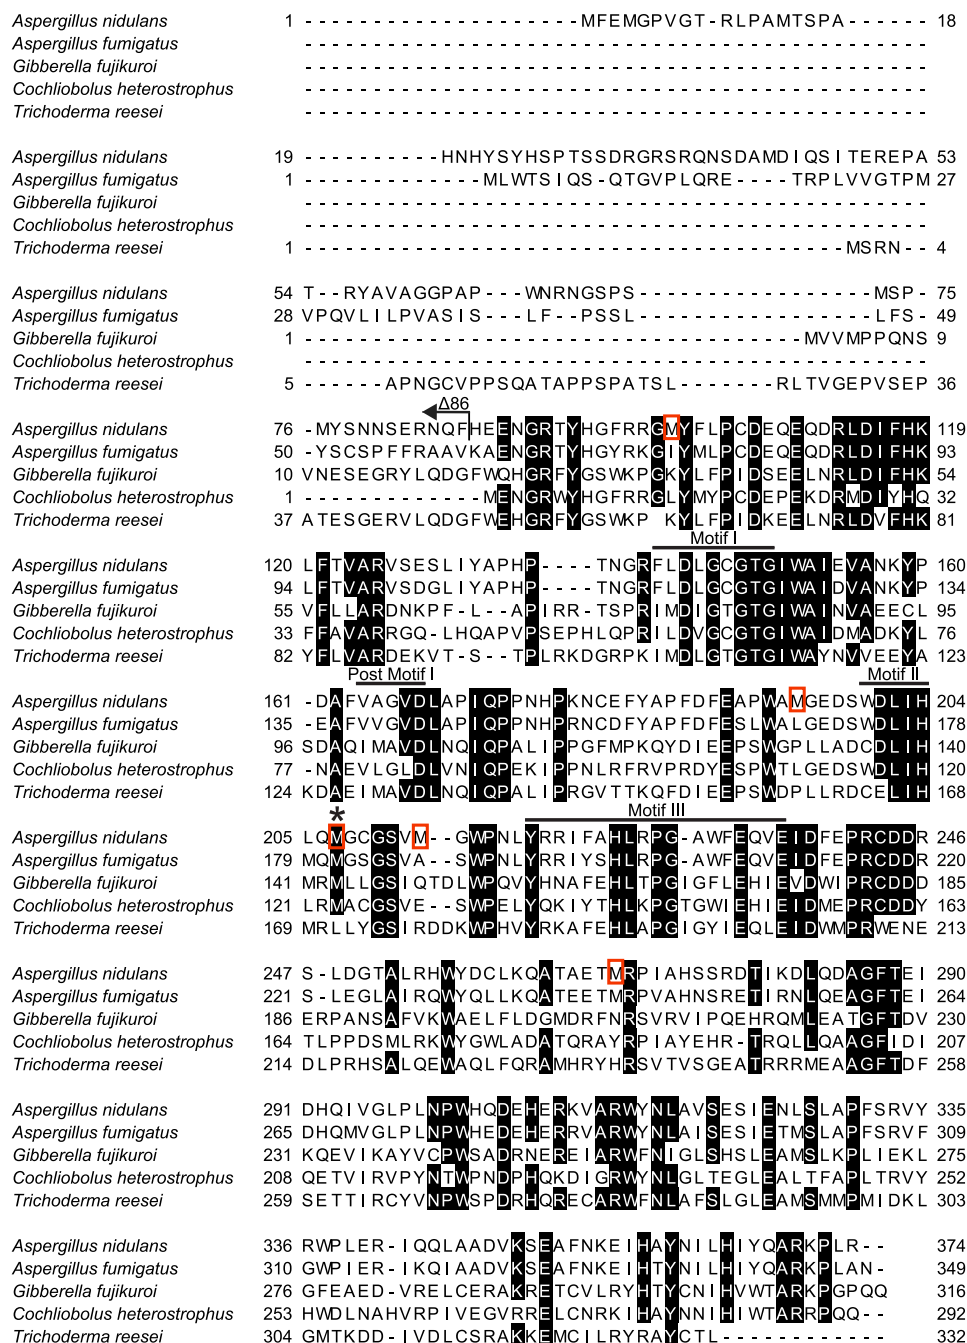 Aspergillus nidulans 1 - - - - - - - - - - - - - - - - - - MFEMGPVGT-RLPAMTSPA - - - - - - 18
Aspergillus fumigatus - - - - - - - - - - - - - - - - - - - - - - - - - - - - - - - - - - - - - - - - - - - - -
Gibberella fujikuroi - - - - - - - - - - - - - - - - - - - - - - - - - - - - - - - - - - - - - - - - - - - - -
Cochliobolus heterostrophus - - - - - - - - - - - - - - - - - - - - - - - - - - - - - - - - - - - - - - - - - - - - -
Trichoderma reesei - - - - - - - - - - - - - - - - - - - - - - - - - - - - - - - - - - - - - - - - - - - - -
Aspergillus nidulans 19 ----------HNHYSYHSPTSSDRGRSRQNSDAMDIQSITEREPA 53
Aspergillus fumigatus 1 -------------MLWTSIQS-QTGVPLQRE----TRPLVVGTPM 27
Gibberella fujikuroi ---------------------------------------------
Cochliobolus heterostrophus ---------------------------------------------
Trichoderma reesei 1 ---------------------------------------MSRN-- 4
Aspergillus nidulans 54 T--RYAVAGGPAP---WNRNGSPS-----------------MSP- 75
Aspergillus fumigatus 28 VPQVLILPVASIS---LF--PSSL-----------------LFS- 49
Gibberella fujikuroi 1 ------------------------------------MVVMPPQNS 9
Cochliobolus heterostrophus ---------------------------------------------
Trichoderma reesei 5 ------APNGCVPPSQATAPPSPATSL-------RLTVGEPVSEP 36
Δ86
Aspergillus nidulans 76 -MYSNNSERNQFHEENGRTYHGFRRGMYFLPCDEQEQDRLDIFHK 119
Aspergillus fumigatus 50 -YSCSPFFRAAVKAENGRTYHGYRKGIYMLPCDEQEQDRLDIFHK 93
Gibberella fujikuroi 10 VNESEGRYLQDGFWQHGRFYGSWKPGKYLFPIDSEELNRLDIFHK 54
Cochliobolus heterostrophus 1 -------------MENGRWYHGFRRGLYMYPCDEPEKDRMDIYHQ 32
Trichoderma reesei 37 ATESGERVLQDGFWEHGRFYGSWKP KYLFPIDKEELNRLDVFHK 81
Motif I
Aspergillus nidulans 120 LFTVARVSESLIYAPHP----TNGRFLDLGCGTGIWAIEVANKYP 160
Aspergillus fumigatus 94 LFTVARVSDGLIYAPHP----TNGRFLDLGCGTGIWAIDVANKYP 134
Gibberella fujikuroi 55 VFLLARDNKPF-L--APIRR-TSPRIMDIGTGTGIWAINVAEECL 95
Cochliobolus heterostrophus 33 FFAVARRGQ-LHQAPVPSEPHLQPRILDVGCGTGIWAIDMADKYL 76
Trichoderma reesei 82 YFLVARDEKVT-S--TPLRKDGRPKIMDLGTGTGIWAYNVVEEYA 123
Post Motif I Motif II
Aspergillus nidulans 161 -DAFVAGVDLAPIQPPNHPKNCEFYAPFDFEAPWAMGEDSWDLIH 204
Aspergillus fumigatus 135 -EAFVVGVDLAPIQPPNHPRNCDFYAPFDFESLWALGEDSWDLIH 178
Gibberella fujikuroi 96 SDAQIMAVDLNQIQPALIPPGFMPKQYDIEEPSWGPLLADCDLIH 140
Cochliobolus heterostrophus 77 -NAEVLGLDLVNIQPEKIPPNLRFRVPRDYESPWTLGEDSWDLIH 120
Trichoderma reesei 124 KDAEIMAVDLNQIQPALIPRGVTTKQFDIEEPSWDPLLRDCELIH 168
* Motif III
Aspergillus nidulans 205 LQMGCGSVM--GWPNLYRRIFAHLRPG-AWFEQVEIDFEPRCDDR 246
Aspergillus fumigatus 179 MQMGSGSVA--SWPNLYRRIYSHLRPG-AWFEQVEGDFEPRCDDR 220
Gibberella fujikuroi 141 MRMLLGSIQTDLWPQVYHNAFEHLTPGIGFLEHIEVDWIPRCDDD 185
Cochliobolus heterostrophus 121 LRMACGSVE--SWPELYQKIYTHLKPGTGWIEHIEIDMEPRCDDY 163
Trichoderma reesei 169 MRLLYGSIRDDKWPHVYRKAFEHLAPGIGYIEQLEIDWMPRWENE 213
Aspergillus nidulans 247 S-LDGTALRHWYDCLKQATAETMRPIAHSSRDTIKDLQDAGFTEI 290
Aspergillus fumigatus 221 S-LEGLAIRQWYQLLKQATEETMRPVAHNSRETIRNLQEAGFTEI 264
Gibberella fujikuroi 186 ERPANSAFVKWAELFLDGMDRFNRSVRVIPQEHRQMLEATGFTDV 230
Cochliobolus heterostrophus 164 TLPPDSMLRKWYGWLADATQRAYRPIAYEHR-TRQLLQAAGFIDI 207
Trichoderma reesei 214 DLPRHSALQEWAQLFQRAMHRYHRSVTVSGEATRRRMEAAGFTDF 258
Aspergillus nidulans 291 DHQIVGLPLNPWHQDEHERKVARWYNLAVSESIENLSLAPFSRVY 335
Aspergillus fumigatus 265 DHQMVGLPLNPWHEDEHERRVARWYNLAISESIETMSLAPFSRVF 309
Gibberella fujikuroi 231 KQEVIKAYVCPWSADRNEREIARWFNIGLSHSLEAMSLKPLIEKL 275
Cochliobolus heterostrophus 208 QETVIRVPYNTWPNDPHQKDIGRWYNLGLTEGLEALTFAPLTRVY 252
Trichoderma reesei 259 SETTIRCYVNPWSPDRHQRECARWFNLAFSLGLEAMSMMPMIDKL 303
Aspergillus nidulans 336 RWPLER-IQQLAADVKSEAFNKEIHAYNILHIYQARKPLR-- 374
Aspergillus fumigatus 310 GWPIER-IKQIAADVKSEAFNKEIHTYNILHIYQARKPLAN- 349
Gibberella fujikuroi 276 GFEAED-VRELCERAKRETCVLRYHTYCNIHVWTARKPGPQQ 316
Cochliobolus heterostrophus 253 HWDLNAHVRPIVEGVRRELCNRKIHAYNNIHIWTARRPQQ-- 292
Trichoderma reesei 304 GMTKDD-IVDLCSRAKKEMCILRYRAYCTL------------ 332